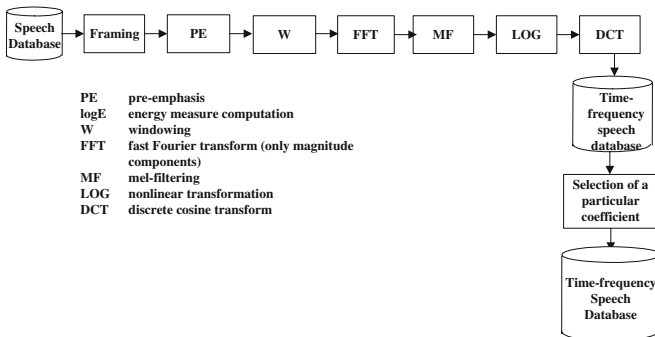 Speech
Database
Framing
PE
W
FFT
MF
LOG
DCT
PE pre-emphasis
logE energy measure computation
W windowing
FFT fast Fourier transform (only magnitude
components)
MF mel-filtering
LOG nonlinear transformation
DCT discrete cosine transform
Time-
frequency
speech
database
Selection of a
particular
coefficient
Time-frequency
Speech
Database